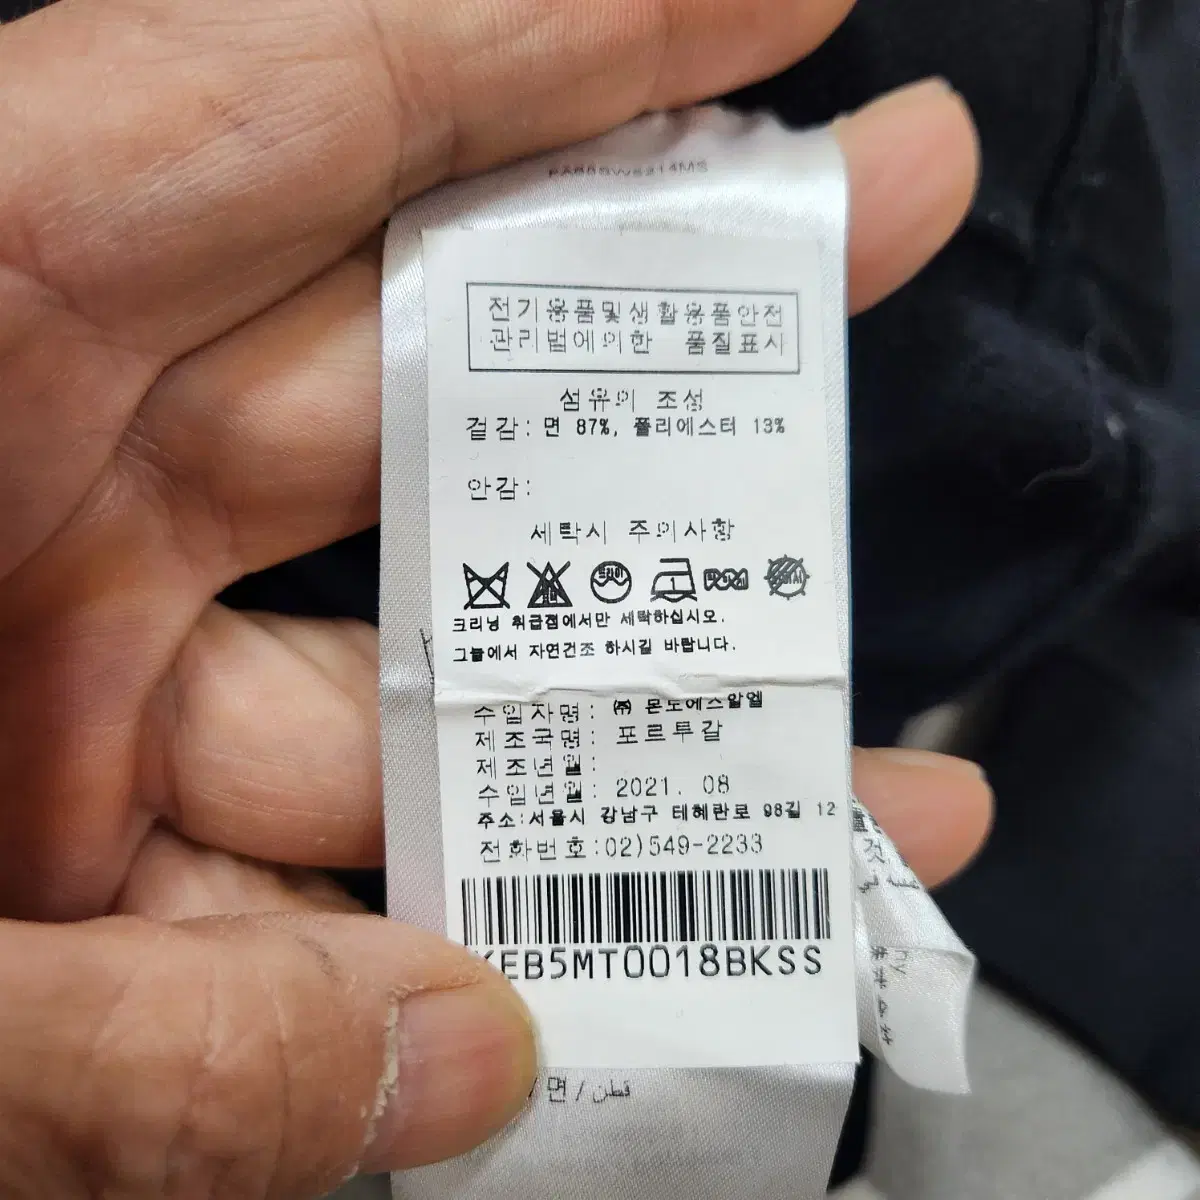 전기용품및생활용품안전
관리법에의한 품질표시
섬유의 조성
겉감: 면 87%, 폴리에스터 13%
안감:
세탁시 주의사항
드라이
크리닝 취급점에서만 세탁하십시오.
그늘에서 자연건조 하시길 바랍니다.
수입자명: ㈜ 몬도에스알엘
제조국명: 포르투갈
제조년월:
수입년월: 2021. 08
주소:서울시 강남구 테헤란로 98길 12
전화번호:02)549-2233
KEB5MT0018BKSS
/면/قطن